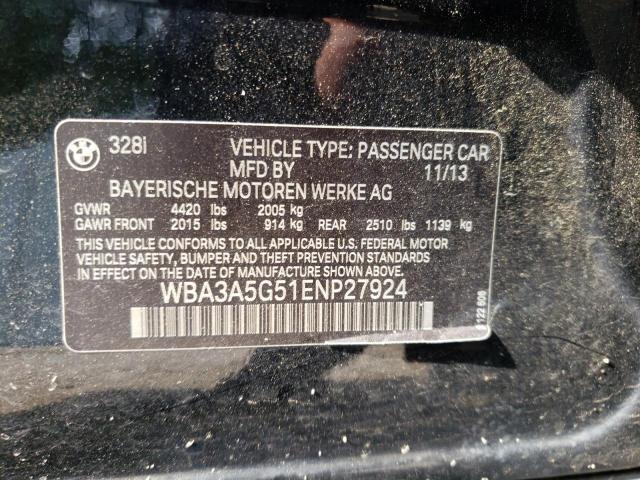 328i VEHICLE TYPE: PASSENGER CAR
MFD BY 11/13
BAYERISCHE MOTOREN WERKE AG
GVWR 4420 lbs 2005 kg
GAWR FRONT 2015 lbs 914 kg REAR 2510 lbs 1139 kg
THIS VEHICLE CONFORMS TO ALL APPLICABLE U.S. FEDERAL MOTOR
VEHICLE SAFETY, BUMPER AND THEFT PREVENTION STANDARDS
IN EFFECT ON THE DATE OF MANUFACTURE SHOWN ABOVE.
WBA3A5G51ENP27924